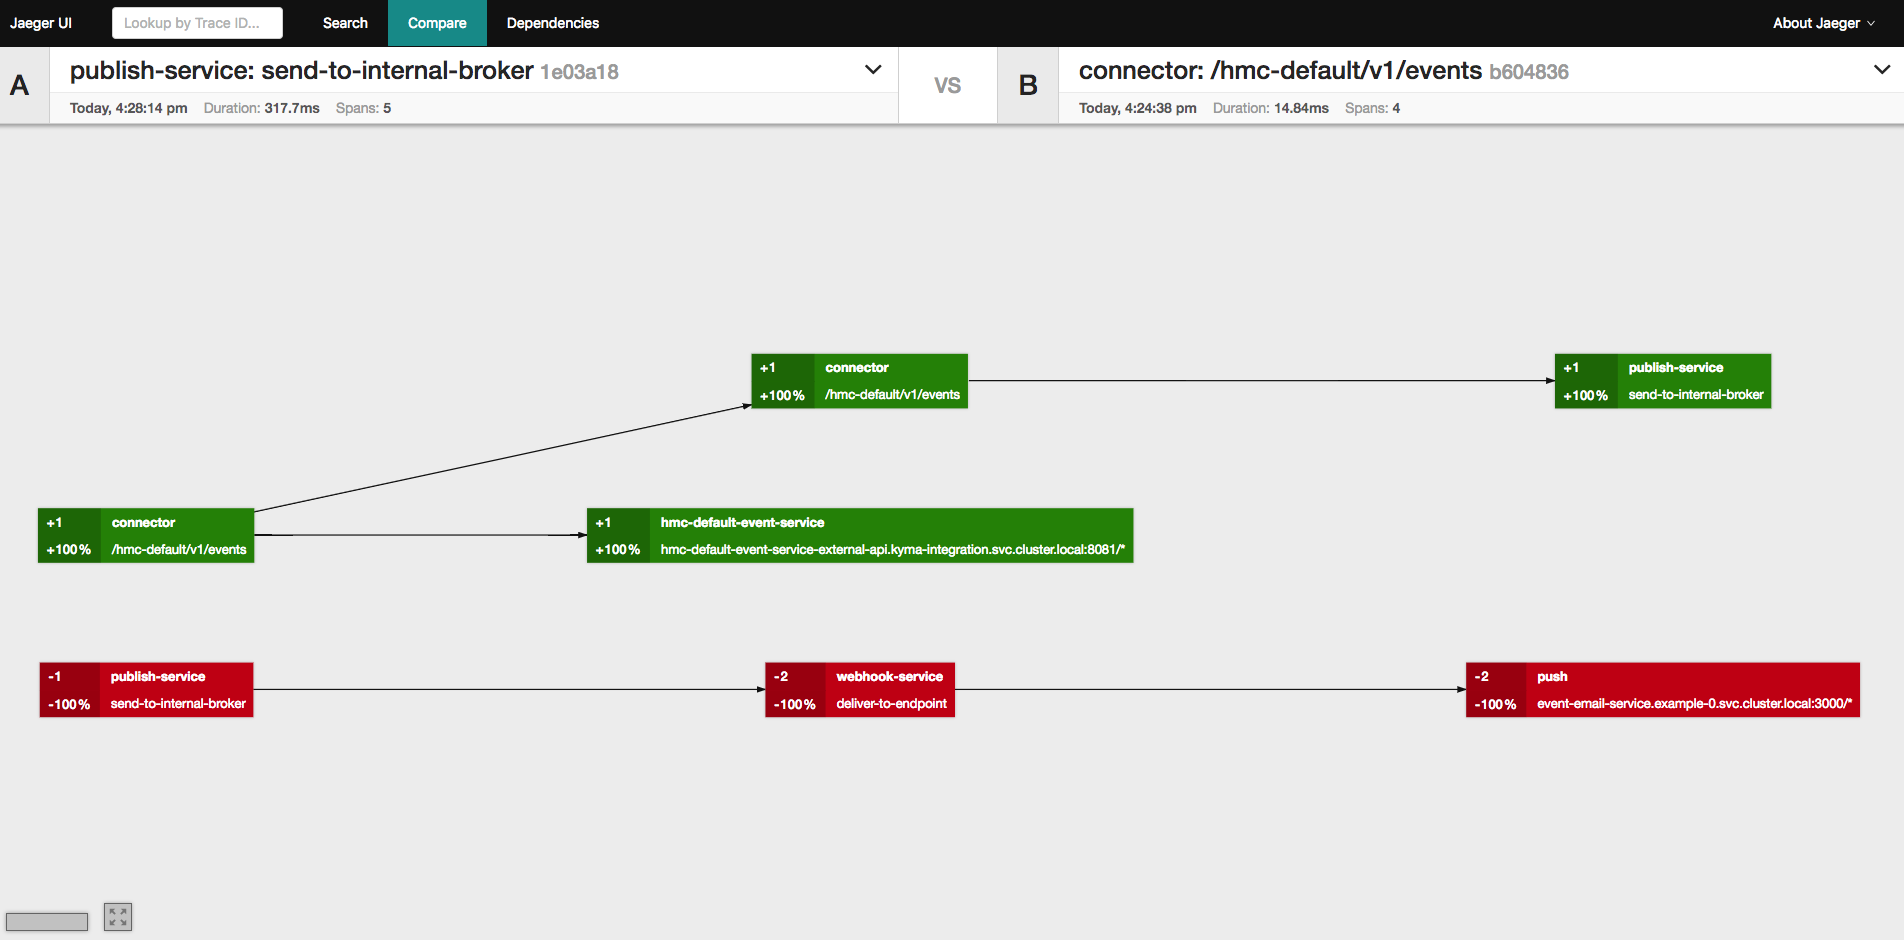 Jaeger UI
Lookup by Trace ID...
Search
Compare
Dependencies
About Jaeger
A
publish-service: send-to-internal-broker 1e03a18
Today, 4:28:14 pm Duration: 317.7ms Spans: 5
VS
B
connector: /hmc-default/v1/events b604836
Today, 4:24:38 pm Duration: 14.84ms Spans: 4
+1 connector
+100% /hmc-default/v1/events
+1 publish-service
+100% send-to-internal-broker
+1 connector
+100% /hmc-default/v1/events
+1 hmc-default-event-service
+100% hmc-default-event-service-external-api.kyma-integration.svc.cluster.local:8081/*
-1 publish-service
-100% send-to-internal-broker
-2 webhook-service
-100% deliver-to-endpoint
-2 push
-100% event-email-service.example-0.svc.cluster.local:3000/*